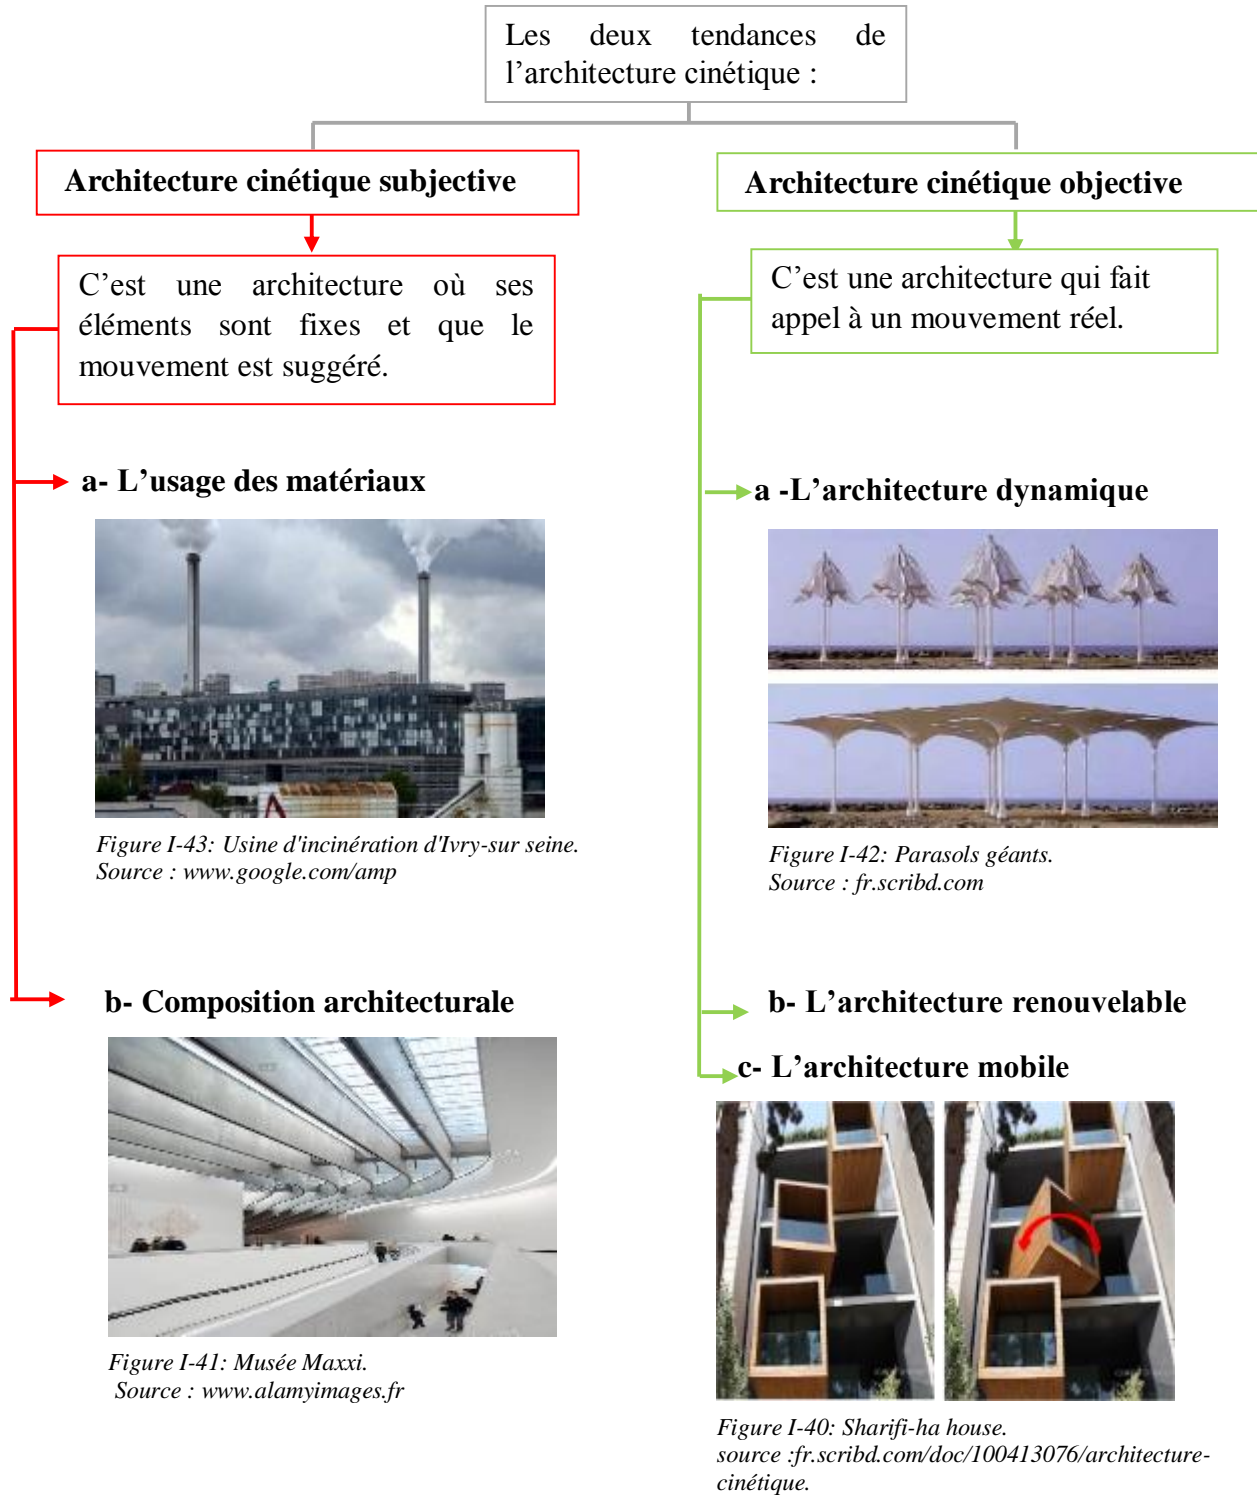 Les deux tendances de
l’architecture cinétique :
Architecture cinétique subjective
C’est une architecture où ses
éléments sont fixes et que le
mouvement est suggéré.
a- L’usage des matériaux
Figure I-43: Usine d'incinération d'Ivry-sur seine.
Source : www.google.com/amp
b- Composition architecturale
Figure I-41: Musée Maxxi.
Source : www.alamyimages.fr
Architecture cinétique objective
C’est une architecture qui fait
appel à un mouvement réel.
a -L’architecture dynamique
Figure I-42: Parasols géants.
Source : fr.scribd.com
b- L’architecture renouvelable
c- L’architecture mobile
Figure I-40: Sharifi-ha house.
source :fr.scribd.com/doc/100413076/architecture-
cinétique.